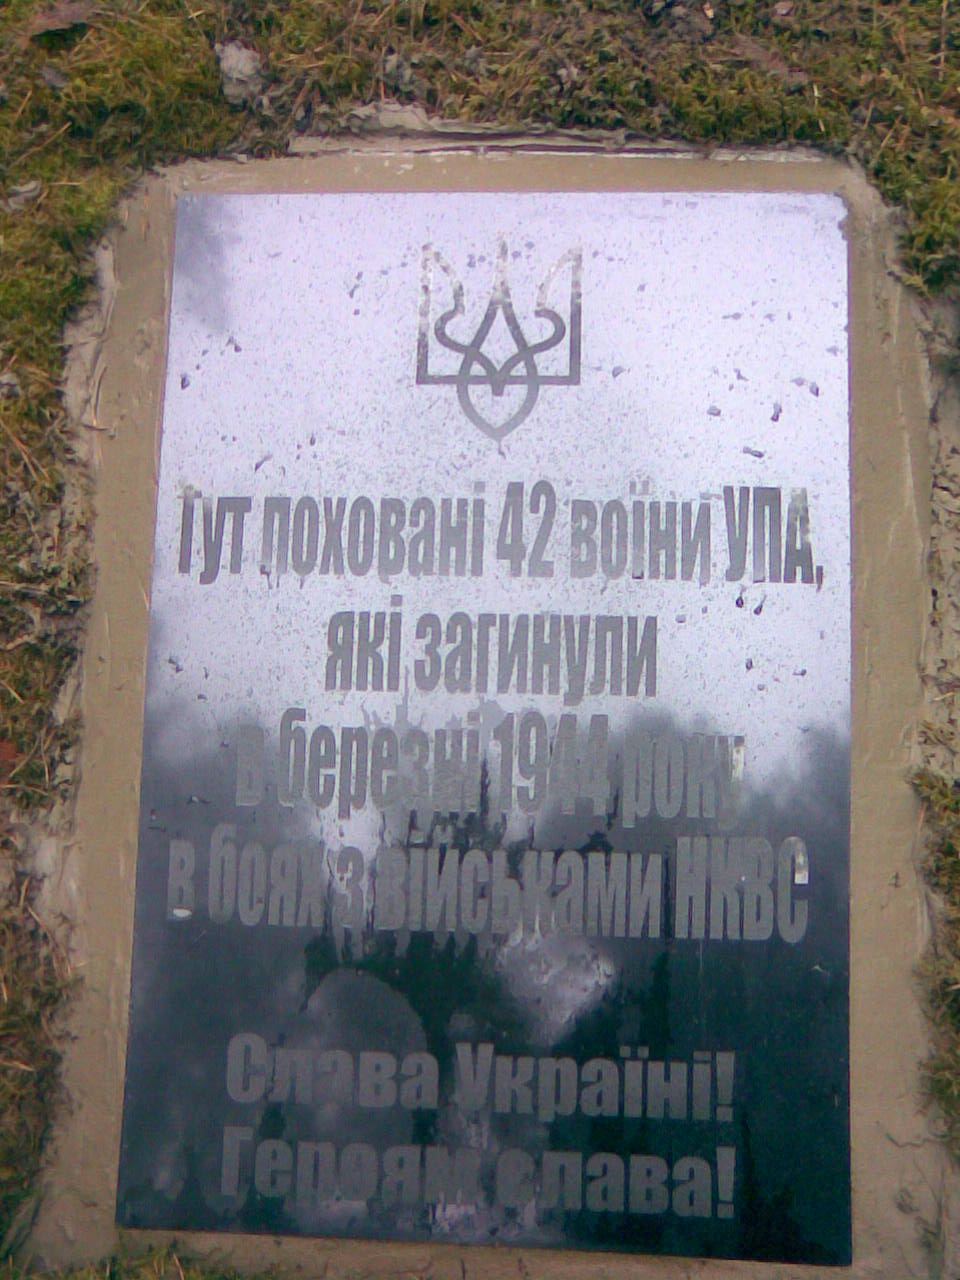 Тут поховані 42 воїни УПА,
які загинули
в березні 1944 року
в боях з військами НКВС
Слава Україні!
Героям слава!